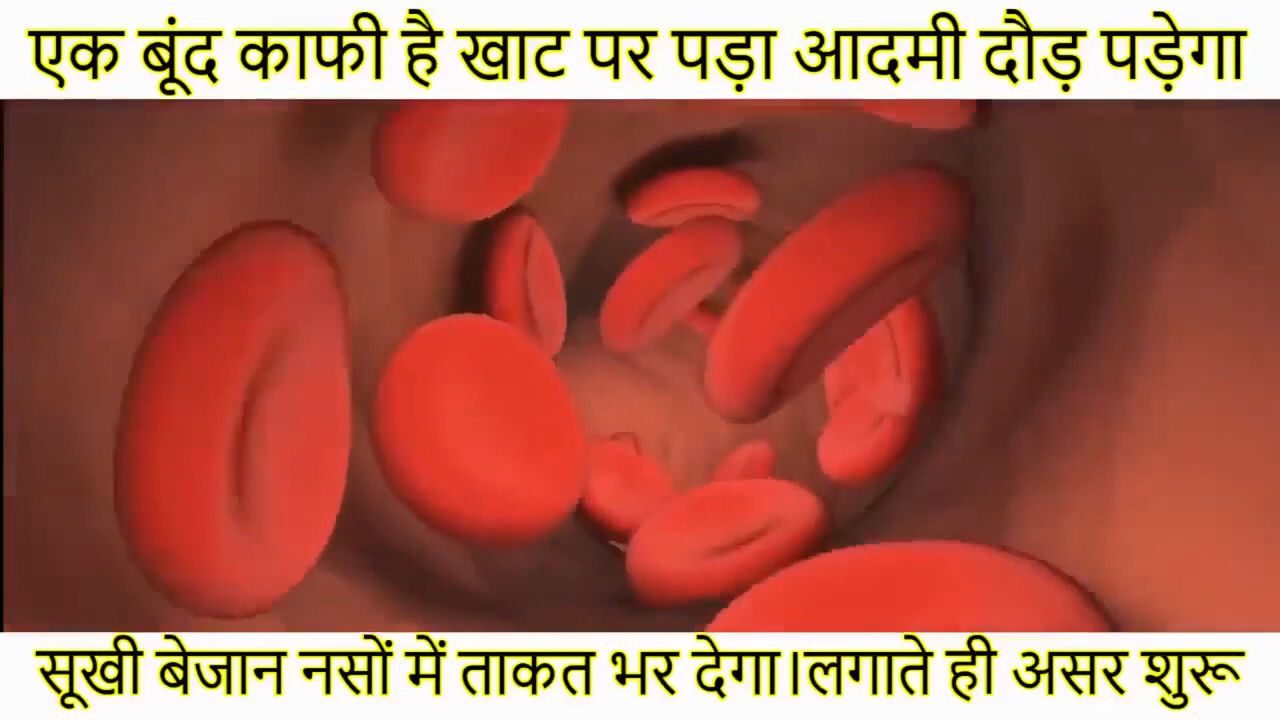 एक बूंद काफी है खाट पर पड़ा आदमी दौड़ पड़ेगा
सूखी बेजान नसों में ताकत भर देगा।लगाते ही असर शुरू